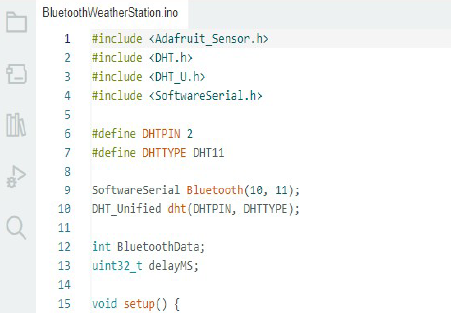 BluetoothWeatherStation.ino
1 #include <Adafruit_Sensor.h>
2 #include <DHT.h>
3 #include <DHT_U.h>
4 #include <SoftwareSerial.h>
5
6 #define DHTPIN 2
7 #define DHTTYPE DHT11
8
9 SoftwareSerial Bluetooth(10, 11);
10 DHT_Unified dht(DHTPIN, DHTTYPE);
11
12 int BluetoothData;
13 uint32_t delayMS;
14
15 void setup() {